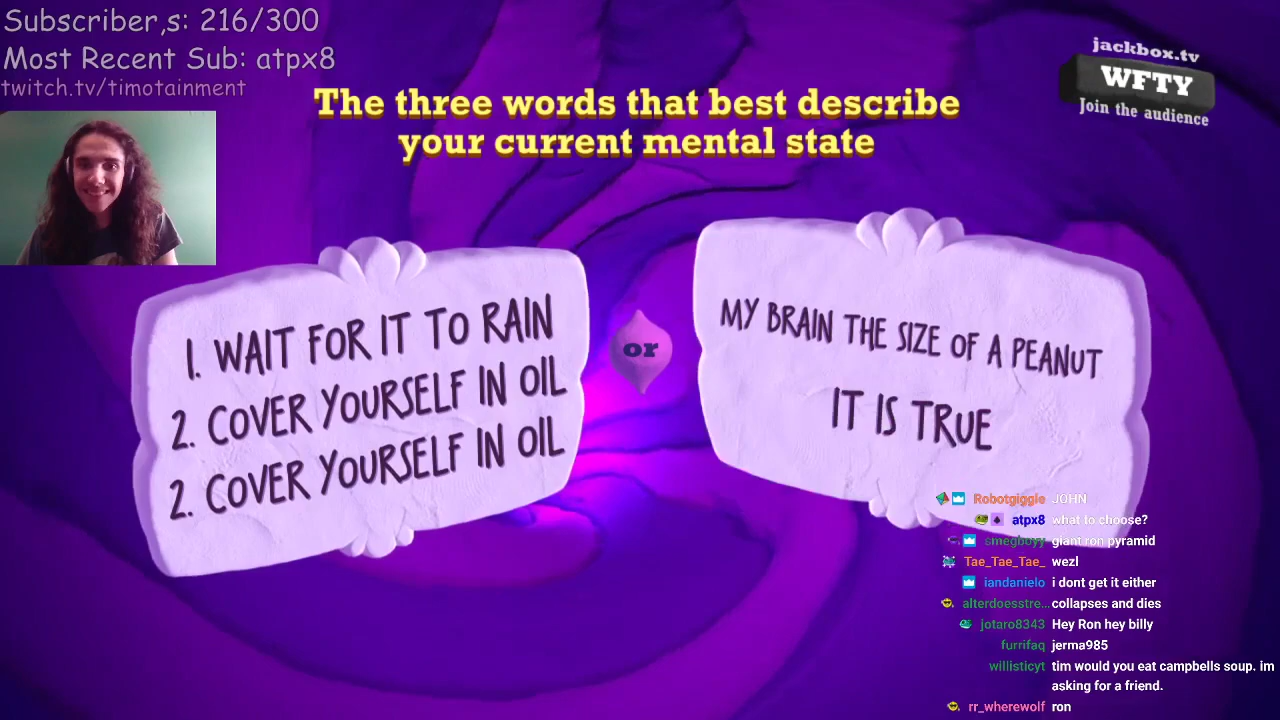 Subscriber,s: 216/300
Most Recent Sub: atpx8
twitch.tv/timotainment
jackbox.tv
WFTY
Join the audience
The three words that best describe
your current mental state
1. WAIT FOR IT TO RAIN
2. COVER YOURSELF IN OIL
2. COVER YOURSELF IN OIL
or
MY BRAIN THE SIZE OF A PEANUT
IT IS TRUE
Robotgiggle JOHN
atpx8 what to choose?
smegboyy giant ron pyramid
Tae_Tae_Tae_ wezl
iandanielo i dont get it either
alterdoesstre... collapses and dies
jotaro8343 Hey Ron hey billy
furrifaq jerma985
willisticyt tim would you eat campbells soup. im
asking for a friend.
rr_wherewolf ron